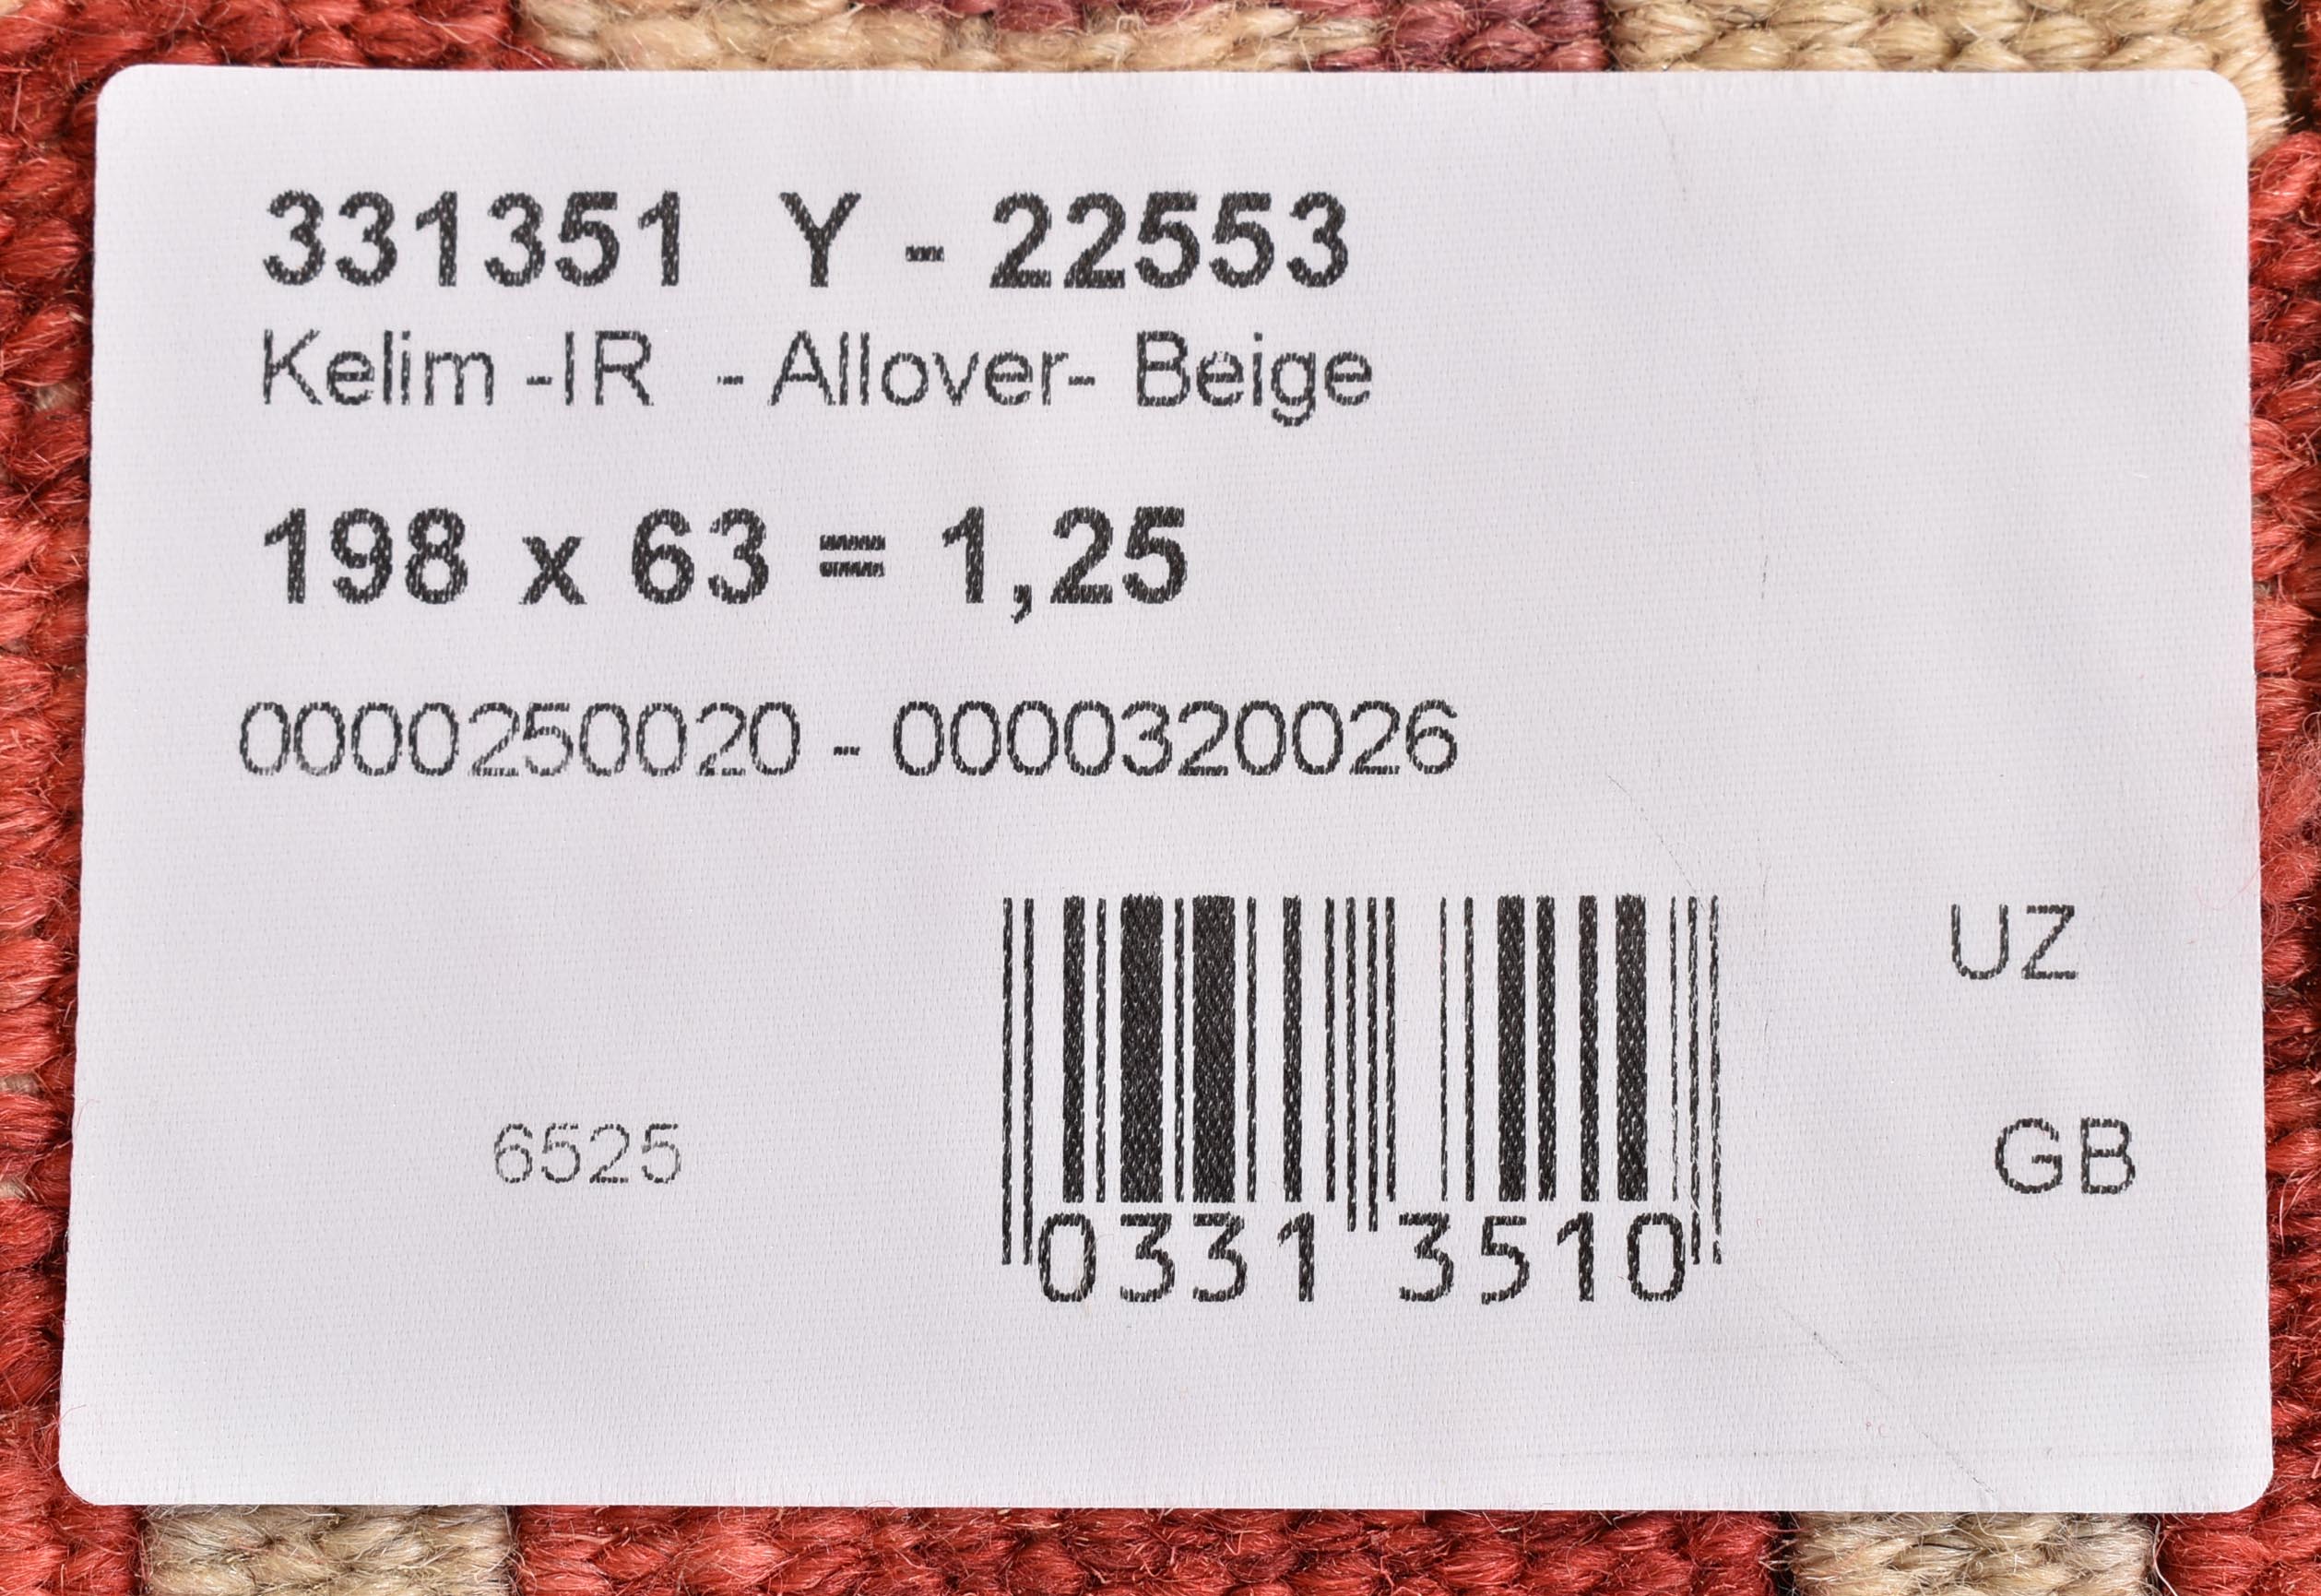 331351 Y - 22553
Kelim -IR - Allover- Beige
198 x 63 = 1,25
0000250020 - 0000320026
UZ
6525
GB
0331 3510